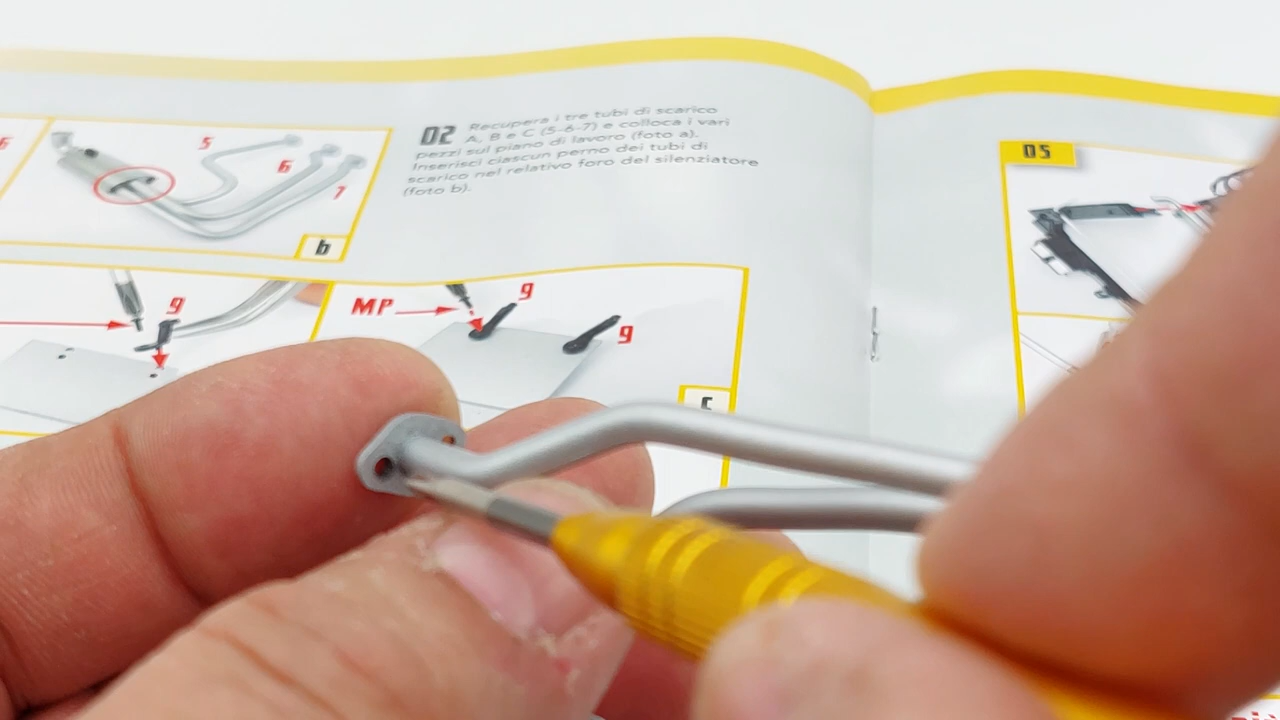 6
5
6
7
b
02 Recupera i tre tubi di scarico
A, B e C (5-6-7) e colloca i vari
pezzi sul piano di lavoro (foto a).
Inserisci ciascun perno dei tubi di
scarico nel relativo foro del silenziatore
(foto b).
05
9
MP
9
9